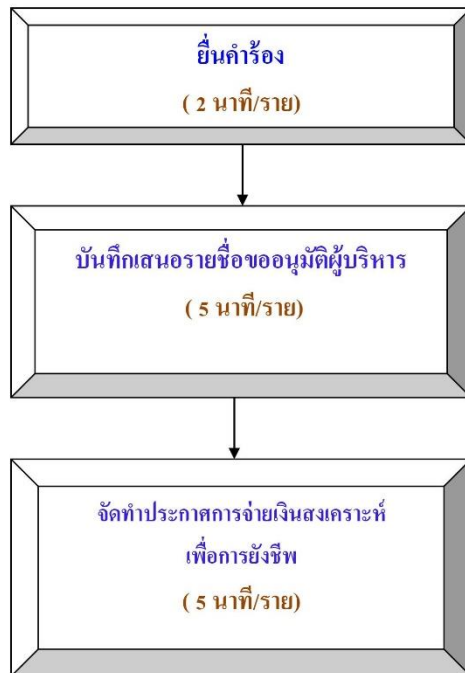 ยื่นคำร้อง
( 2 นาที/ราย)
บันทึกเสนอรายชื่อขออนุมัติผู้บริหาร
( 5 นาที/ราย)
จัดทำประกาศการจ่ายเงินสงเคราะห์
เพื่อการยังชีพ
( 5 นาที/ราย)